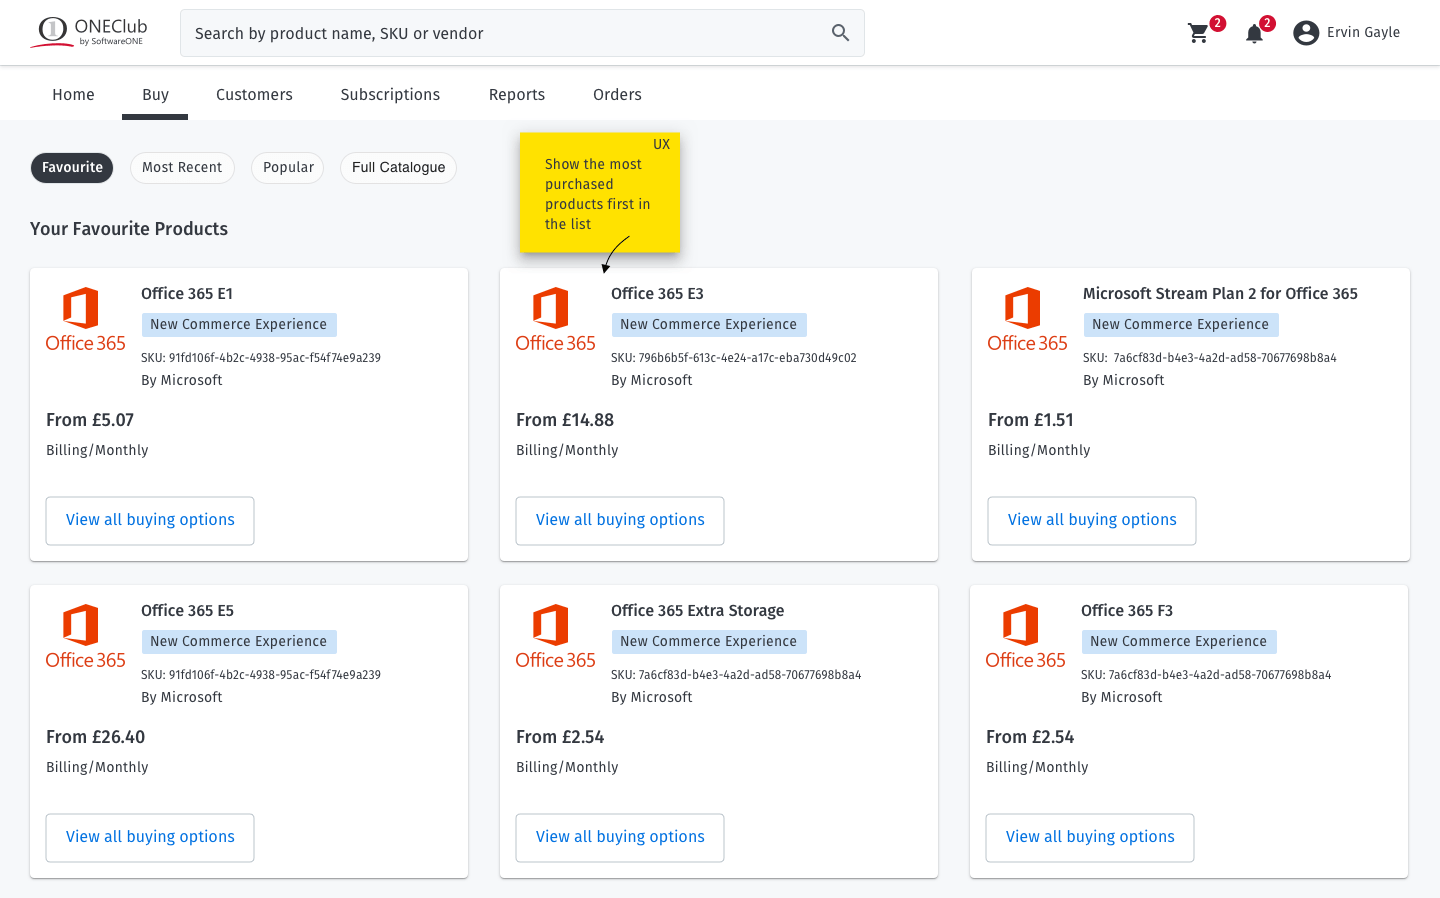 ONEClub
by SoftwareONE
Search by product name, SKU or vendor
2
2
Ervin Gayle
Home
Buy
Customers
Subscriptions
Reports
Orders
Favourite
Most Recent
Popular
Full Catalogue
UX
Show the most
purchased
products first in
the list
Your Favourite Products
Office 365
Office 365 E1
New Commerce Experience
SKU: 91fd106f-4b2c-4938-95ac-f54f74e9a239
By Microsoft
From £5.07
Billing/Monthly
View all buying options
Office 365
Office 365 E3
New Commerce Experience
SKU: 796b6b5f-613c-4e24-a17c-eba730d49c02
By Microsoft
From £14.88
Billing/Monthly
View all buying options
Office 365
Microsoft Stream Plan 2 for Office 365
New Commerce Experience
SKU: 7a6cf83d-b4e3-4a2d-ad58-70677698b8a4
By Microsoft
From £1.51
Billing/Monthly
View all buying options
Office 365
Office 365 E5
New Commerce Experience
SKU: 91fd106f-4b2c-4938-95ac-f54f74e9a239
By Microsoft
From £26.40
Billing/Monthly
View all buying options
Office 365
Office 365 Extra Storage
New Commerce Experience
SKU: 7a6cf83d-b4e3-4a2d-ad58-70677698b8a4
By Microsoft
From £2.54
Billing/Monthly
View all buying options
Office 365
Office 365 F3
New Commerce Experience
SKU: 7a6cf83d-b4e3-4a2d-ad58-70677698b8a4
By Microsoft
From £2.54
Billing/Monthly
View all buying options